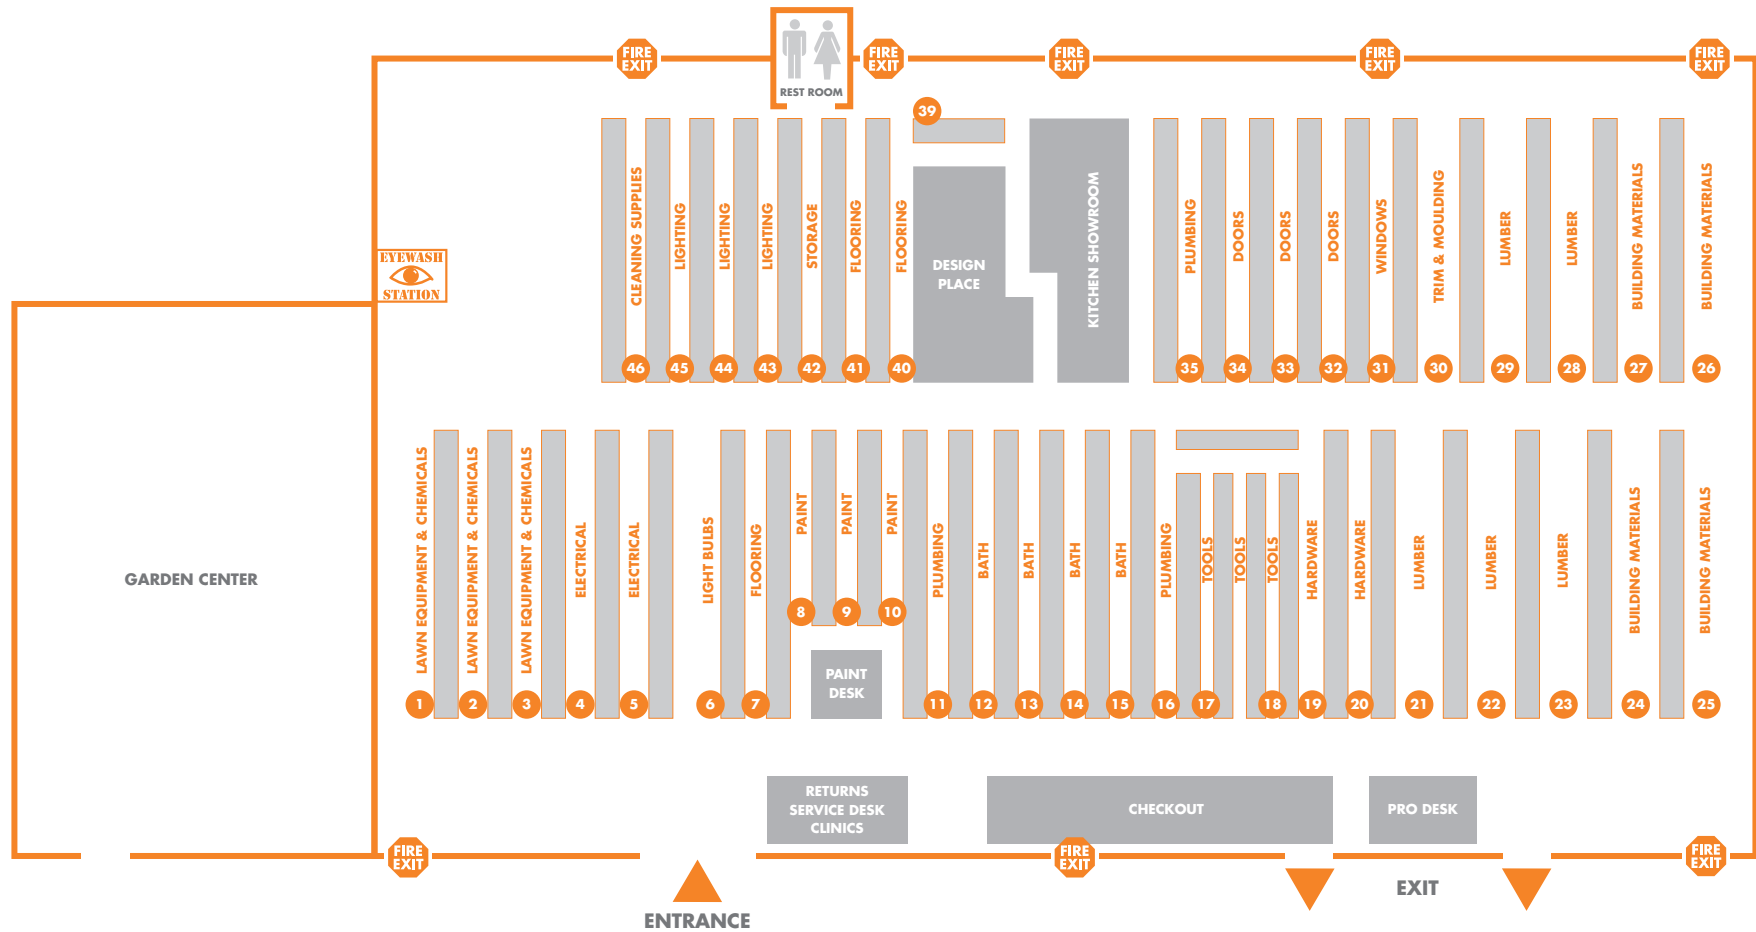 FIRE
EXIT
FIRE
EXIT
FIRE
EXIT
FIRE
EXIT
FIRE
EXIT
REST ROOM
39
CLEANING SUPPLIES
LIGHTING
LIGHTING
LIGHTING
STORAGE
FLOORING
FLOORING
DESIGN
PLACE
KITCHEN SHOWROOM
PLUMBING
DOORS
DOORS
DOORS
WINDOWS
TRIM & MOULDING
LUMBER
LUMBER
BUILDING MATERIALS
BUILDING MATERIALS
EYEWASH
STATION
46
45
44
43
42
41
40
35
34
33
32
31
30
29
28
27
26
GARDEN CENTER
LAWN EQUIPMENT & CHEMICALS
LAWN EQUIPMENT & CHEMICALS
LAWN EQUIPMENT & CHEMICALS
ELECTRICAL
ELECTRICAL
LIGHT BULBS
FLOORING
PAINT
PAINT
PAINT
PLUMBING
BATH
BATH
BATH
BATH
PLUMBING
TOOLS
TOOLS
TOOLS
HARDWARE
HARDWARE
LUMBER
LUMBER
LUMBER
BUILDING MATERIALS
BUILDING MATERIALS
8
9
10
PAINT
DESK
1
2
3
4
5
6
7
11
12
13
14
15
16
17
18
19
20
21
22
23
24
25
RETURNS
SERVICE DESK
CLINICS
CHECKOUT
PRO DESK
FIRE
EXIT
FIRE
EXIT
FIRE
EXIT
EXIT
ENTRANCE